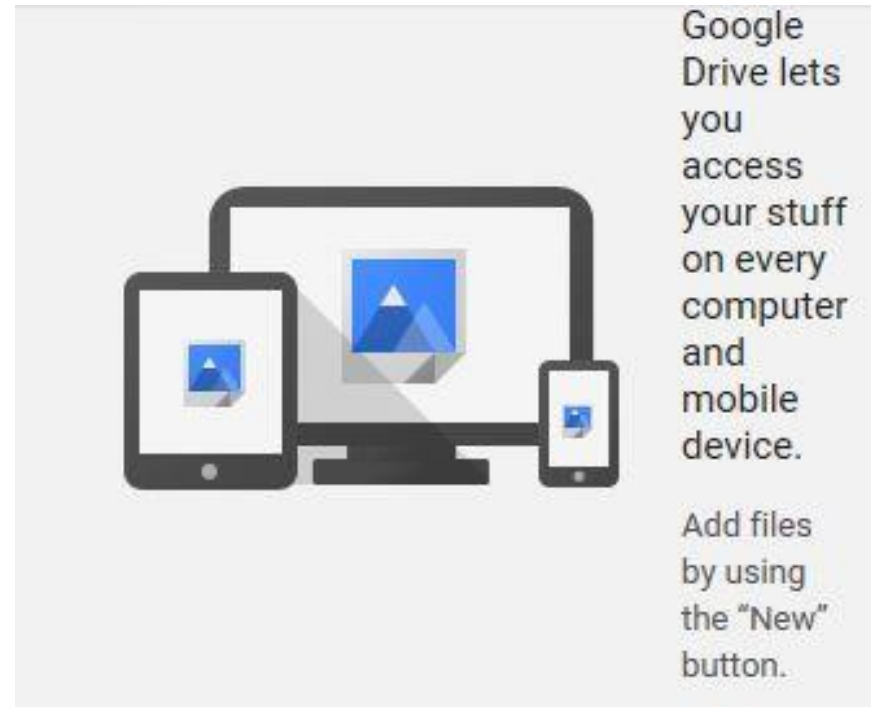 Google
Drive lets
you
access
your stuff
on every
computer
and
mobile
device.
Add files
by using
the “New”
button.